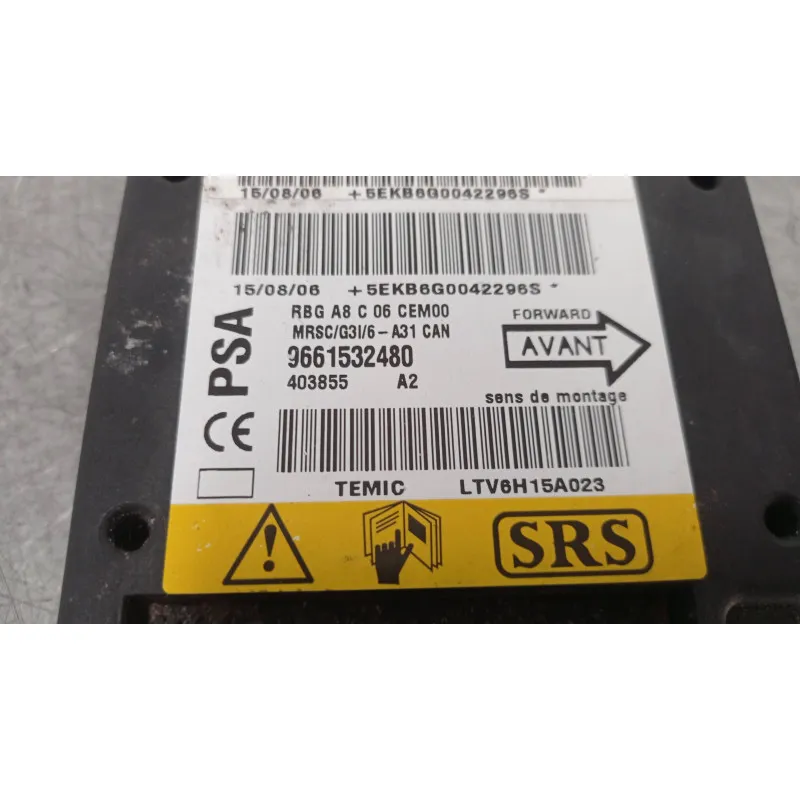 15/08/06 +5EKB6G0042296S *
15/08/06 +5EKB6G0042296S *
PSA
RBG A8 C 06 CEM00
MRSC/G3I/6-A31 CAN
9661532480
403855 A2
FORWARD
AVANT
sens de montage
CE
TEMIC LTV6H15A023
SRS